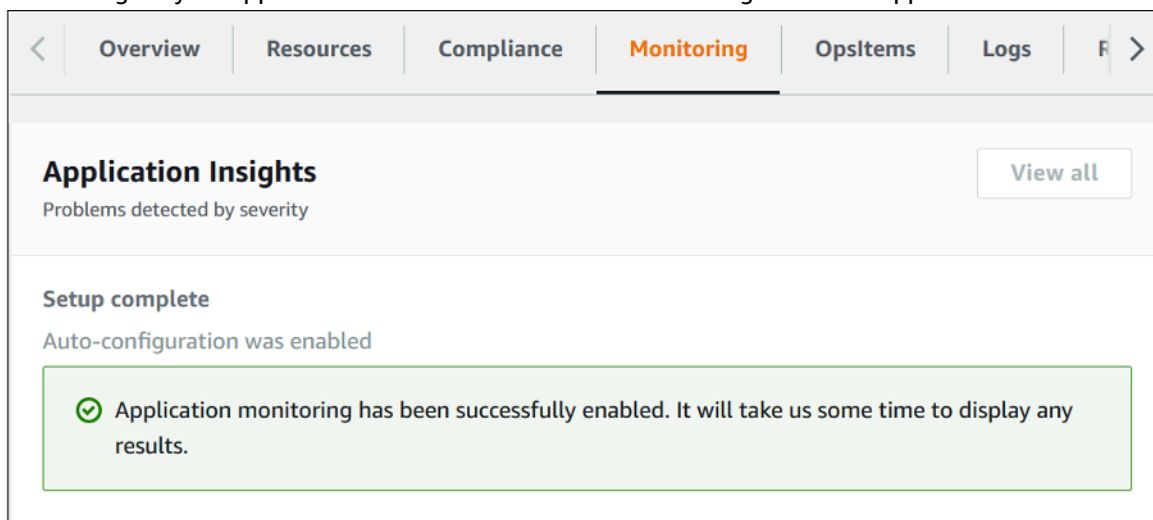 Overview Resources Compliance Monitoring OpsItems Logs
Application Insights
View all
Problems detected by severity
Setup complete
Auto-configuration was enabled
Application monitoring has been successfully enabled. It will take us some time to display any
results.